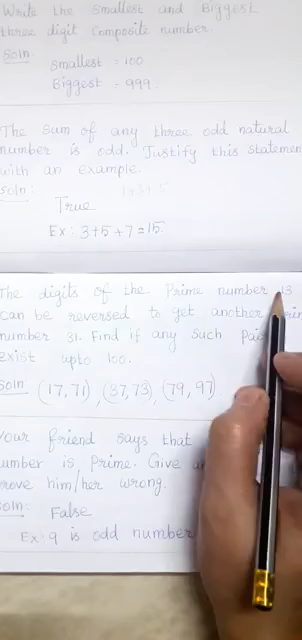 Write the smallest and Biggest
three digit Composite number.
Soln
Smallest = 100
Biggest = 999.
The sum of any three odd natural
number is odd. Justify this statemen
with an example.
Soln:
True
Ex: 3+5+7=15.
The digits of the Prime number 13
can be reversed to get another
number 31. Find if any such
exist upto 100.
Soln (17,71), (37,73), (79,97)
Your friend says that
umber is Prime. Give
rove him/her wrong.
Soln: False
Ex: 9 is odd number